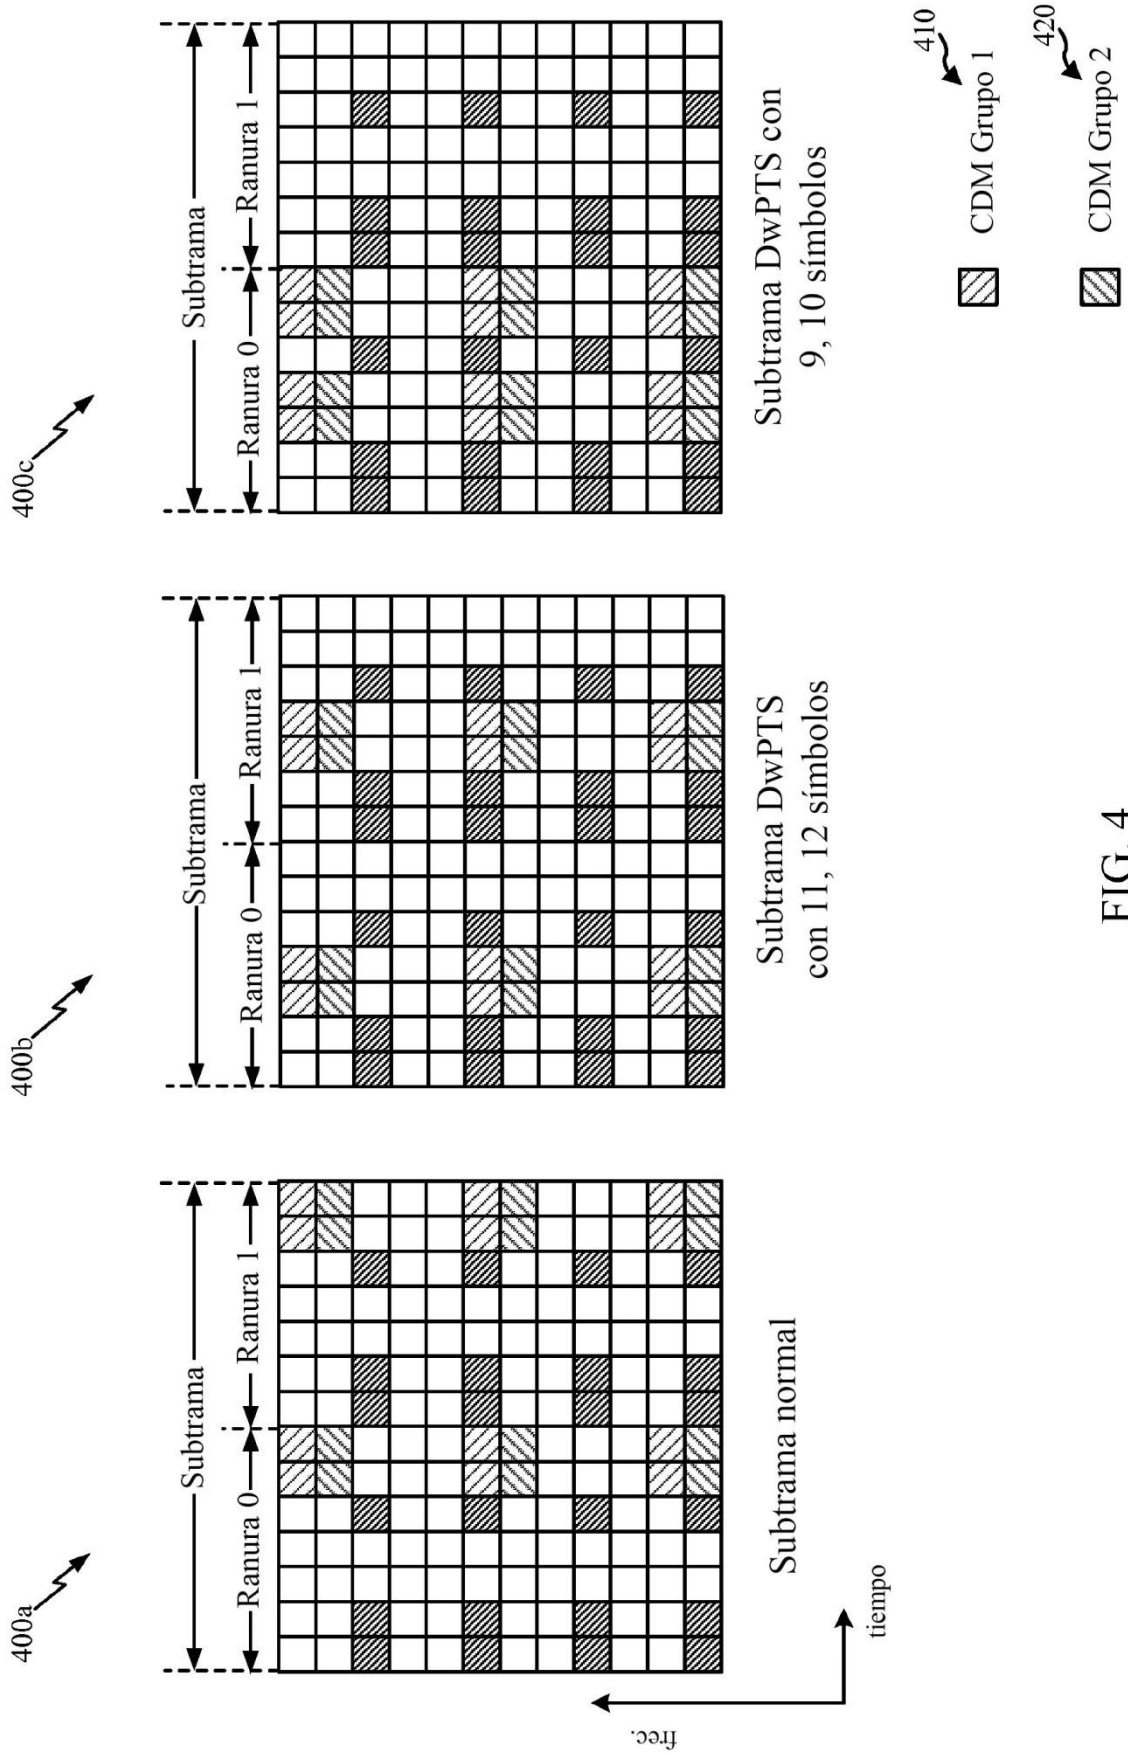 400a
400b
400c
Subtrama
Subtrama
Subtrama
Ranura 0
Ranura 1
Ranura 0
Ranura 1
Ranura 0
Ranura 1
frec.
tiempo
Subtrama normal
Subtrama DwPTS
con 11, 12 símbolos
Subtrama DwPTS con
9, 10 símbolos
410
CDM Grupo 1
420
CDM Grupo 2
FIG. 4